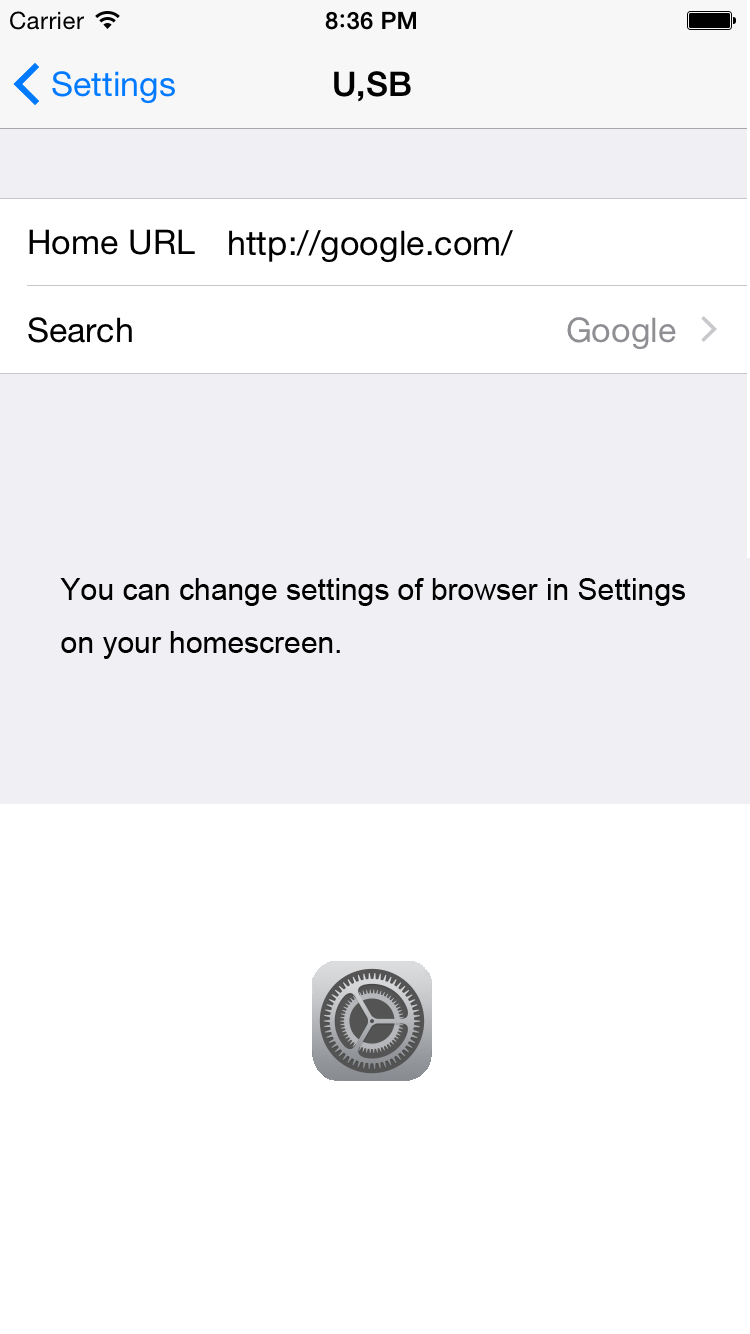 Carrier 8:36 PM
Settings U,SB
Home URL http://google.com/
Search Google
You can change settings of browser in Settings
on your homescreen.